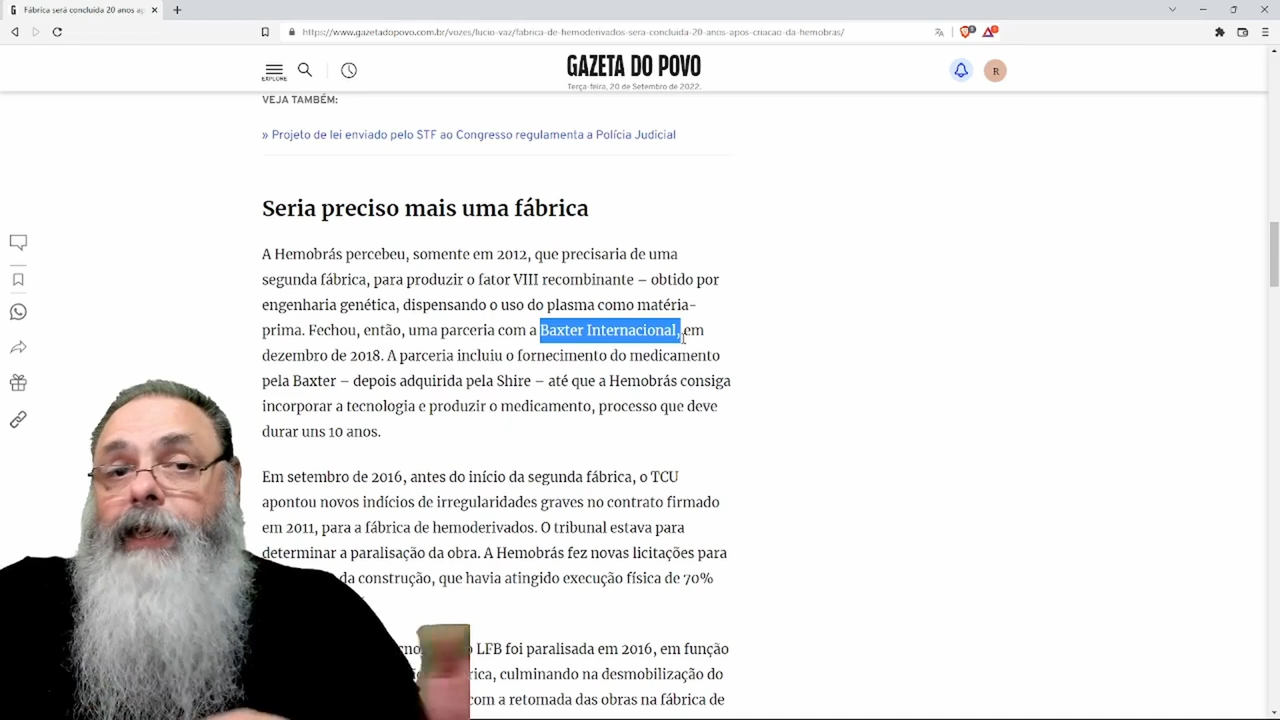 Fábrica será concluída 20 anos ap
https://www.gazetadopovo.com.br/vozes/lucio-vaz/fabrica-de-hemoderivados-sera-concluida-20-anos-apos-criacao-da-hemobras/
EXPLORE
GAZETA DO POVO
Terça-feira, 20 de Setembro de 2022.
R
VEJA TAMBÉM:
» Projeto de lei enviado pelo STF ao Congresso regulamenta a Polícia Judicial
Seria preciso mais uma fábrica
A Hemobrás percebeu, somente em 2012, que precisaria de uma
segunda fábrica, para produzir o fator VIII recombinante – obtido por
engenharia genética, dispensando o uso do plasma como matéria-
prima. Fechou, então, uma parceria com a Baxter Internacional, em
dezembro de 2018. A parceria incluiu o fornecimento do medicamento
pela Baxter – depois adquirida pela Shire – até que a Hemobrás consiga
incorporar a tecnologia e produzir o medicamento, processo que deve
durar uns 10 anos.
Em setembro de 2016, antes do início da segunda fábrica, o TCU
apontou novos indícios de irregularidades graves no contrato firmado
em 2011, para a fábrica de hemoderivados. O tribunal estava para
determinar a paralisação da obra. A Hemobrás fez novas licitações para
da construção, que havia atingido execução física de 70%
LFB foi paralisada em 2016, em função
culminando na desmobilização do
com a retomada das obras na fábrica de